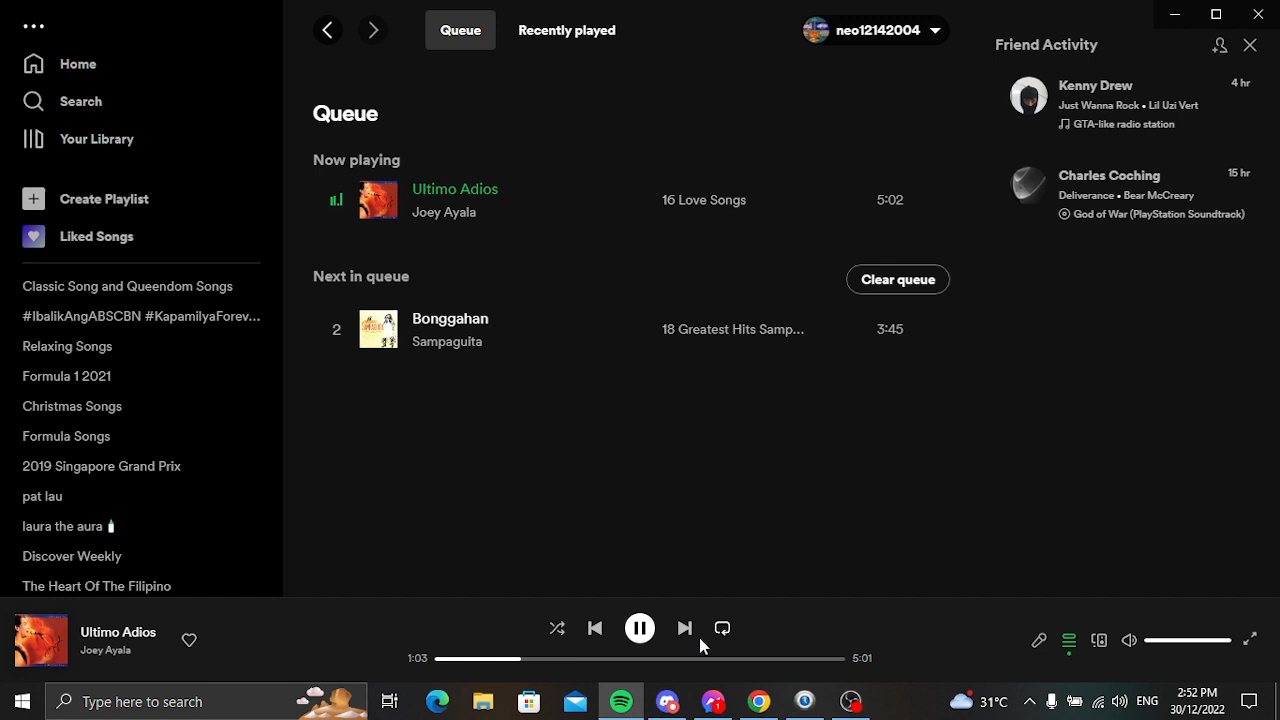 Home
Search
Your Library
Create Playlist
Liked Songs
Classic Song and Queendom Songs
#IbalikAngABSCBN #KapamilyaForev...
Relaxing Songs
Formula 1 2021
Christmas Songs
Formula Songs
2019 Singapore Grand Prix
pat lau
laura the aura
Discover Weekly
The Heart Of The Filipino
Queue
Recently played
neo12142004
Queue
Now playing
Ultimo Adios
Joey Ayala
16 Love Songs
5:02
Next in queue
Clear queue
2
Bonggahan
Sampaguita
18 Greatest Hits Samp...
3:45
Friend Activity
Kenny Drew
4 hr
Just Wanna Rock • Lil Uzi Vert
GTA-like radio station
Charles Coching
15 hr
Deliverance • Bear McCreary
God of War (PlayStation Soundtrack)
Ultimo Adios
Joey Ayala
1:03
5:01
Type here to search
1
31°C
ENG
2:52 PM
30/12/2022